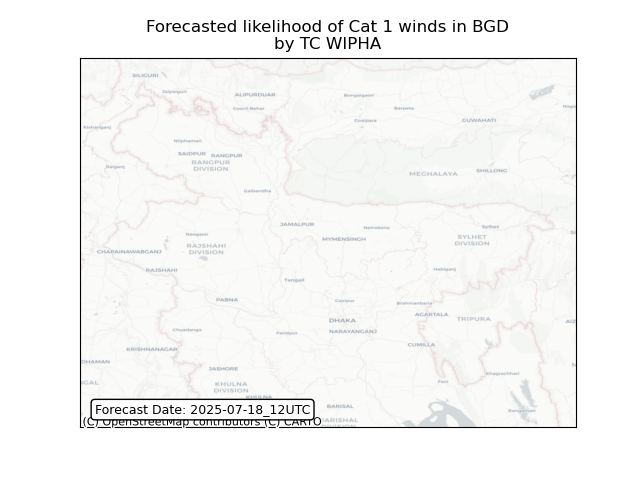 Forecasted likelihood of Cat 1 winds in BGD
by TC WIPHA
SILIGURI
Jalpaiguri
ALIPURDUAR
Bongaigaon
Cooch Behar
Barpeta
Goalpara
GUWAHATI
Kishanganj
Nilphamari
SAIDPUR
RANGPUR
RANGPUR
DIVISION
Raiganj
MEGHALAYA
SHILLONG
Gaibandha
JAMALPUR
Netrokona
Sylhet
Naogaon
MYMENSINGH
SYLHET
DIVISION
RAJSHAHI
DIVISION
CHAPAINAWABGANJ
RAJSHAHI
Habiganj
Tangail
PABNA
Gazipur
Brahmanbaria
AGARTALA
TRIPURA
DHAKA
NARAYANGANJ
Chuadanga
Faridpur
CUMILLA
KRISHNANAGAR
DHAMAN
JASHORE
Khagrachhari
GAL
KHULNA
DIVISION
Feni
KHULNA
BARISAL
Rangamati
ARISHAL
DIVISION
Forecast Date: 2025-07-18_12UTC
(C) OpenStreetMap contributors (C) CARTO